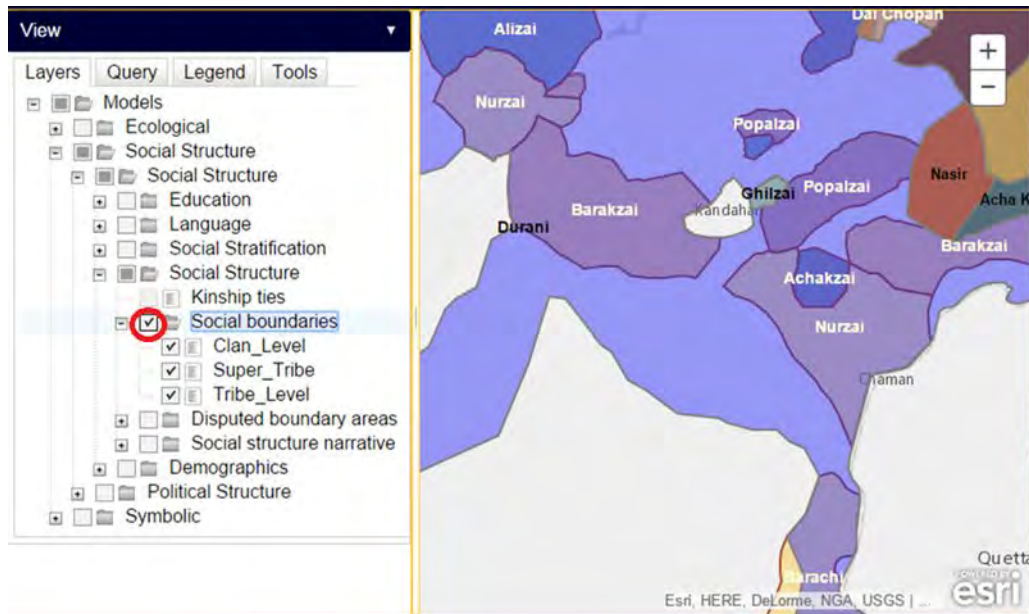 View
Layers Query Legend Tools
Models
Ecological
Social Structure
Social Structure
Education
Language
Social Stratification
Social Structure
Kinship ties
Social boundaries
Clan_Level
Super_Tribe
Tribe_Level
Disputed boundary areas
Social structure narrative
Demographics
Political Structure
Symbolic
Alizai
Dai Chopan
+
−
Nurzai
Popalzai
Nasir
Ghilzai
Popalzai
Acha K
Barakzai
Kandahar
Durani
Barakzai
Achakzai
Nurzai
Chaman
Quetta
Barachi
POWERED BY
esri
Esri, HERE, DeLorme, NGA, USGS | ...